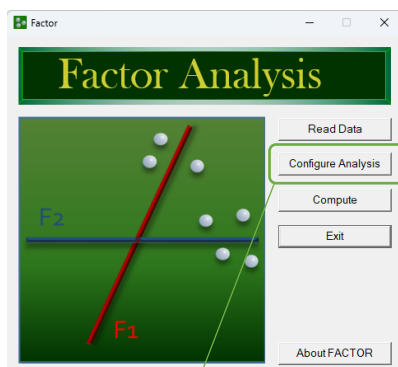 Factor
Factor Analysis
Read Data
Configure Analysis
Compute
Exit
F2
F1
About FACTOR